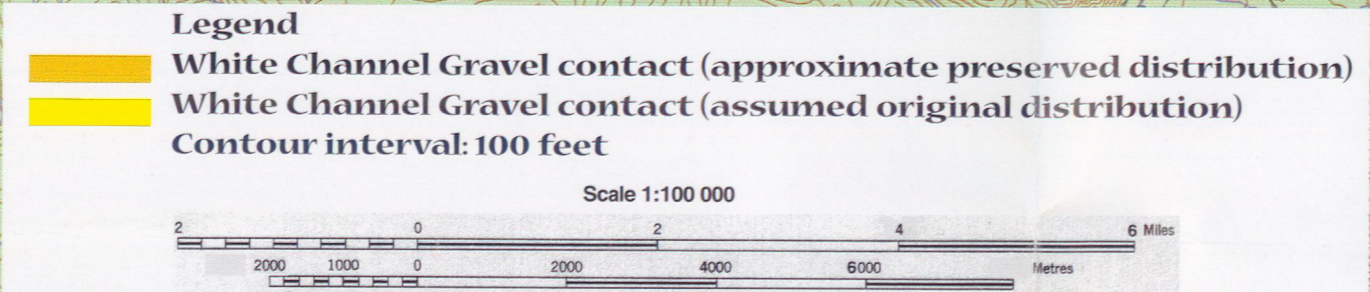 Legend
White Channel Gravel contact (approximate preserved distribution)
White Channel Gravel contact (assumed original distribution)
Contour interval: 100 feet
Scale 1:100 000
2 0 2 4 6 Miles
2000 1000 0 2000 4000 6000 Metres